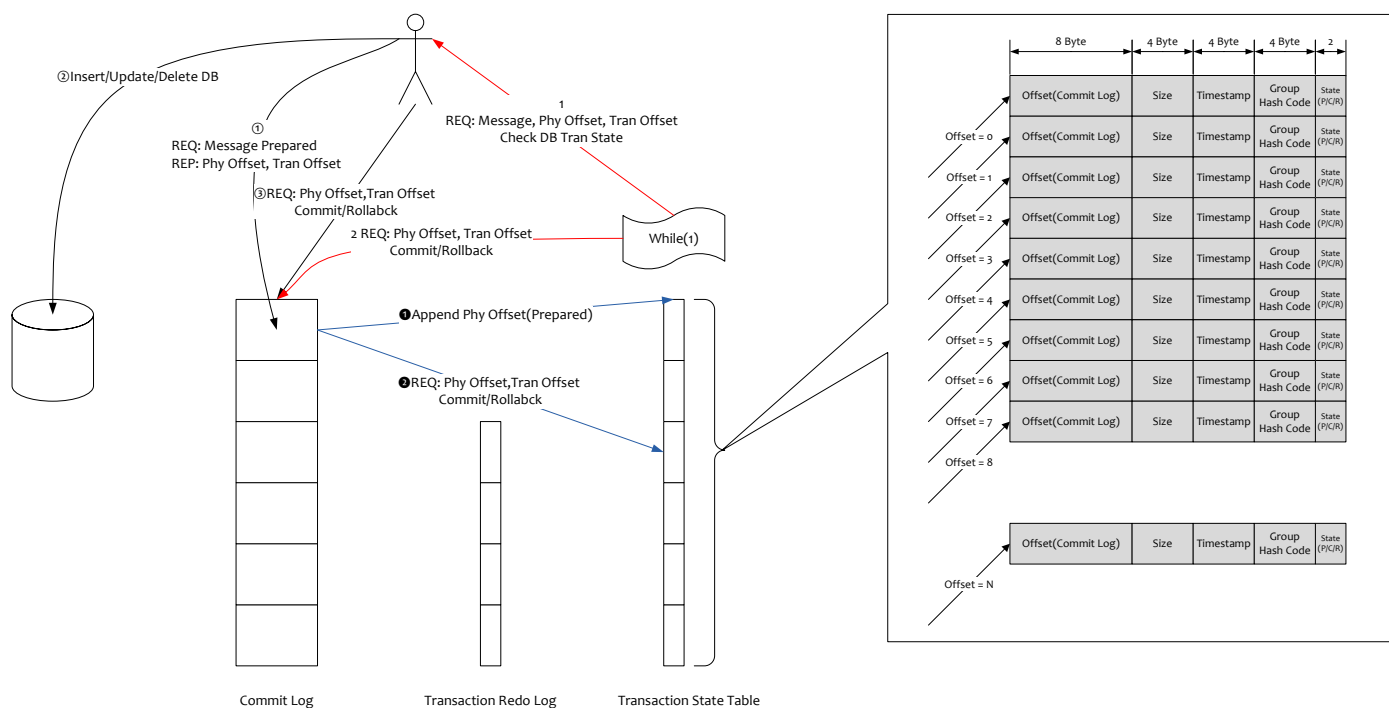 ②Insert/Update/Delete DB
①
REQ: Message Prepared
REP: Phy Offset, Tran Offset
③REQ: Phy Offset,Tran Offset
Commit/Rollabck
1
REQ: Message, Phy Offset, Tran Offset
Check DB Tran State
2 REQ: Phy Offset, Tran Offset
Commit/Rollback
While(1)
❶Append Phy Offset(Prepared)
❷REQ: Phy Offset,Tran Offset
Commit/Rollabck
Commit Log
Transaction Redo Log
Transaction State Table
8 Byte
4 Byte
4 Byte
4 Byte
2
Offset(Commit Log)
Size
Timestamp
Group
Hash Code
State
(P/C/R)
Offset = 0
Offset(Commit Log)
Size
Timestamp
Group
Hash Code
State
(P/C/R)
Offset = 1
Offset(Commit Log)
Size
Timestamp
Group
Hash Code
State
(P/C/R)
Offset = 2
Offset(Commit Log)
Size
Timestamp
Group
Hash Code
State
(P/C/R)
Offset = 3
Offset(Commit Log)
Size
Timestamp
Group
Hash Code
State
(P/C/R)
Offset = 4
Offset(Commit Log)
Size
Timestamp
Group
Hash Code
State
(P/C/R)
Offset = 5
Offset(Commit Log)
Size
Timestamp
Group
Hash Code
State
(P/C/R)
Offset = 6
Offset(Commit Log)
Size
Timestamp
Group
Hash Code
State
(P/C/R)
Offset = 7
Offset(Commit Log)
Size
Timestamp
Group
Hash Code
State
(P/C/R)
Offset = 8
Offset(Commit Log)
Size
Timestamp
Group
Hash Code
State
(P/C/R)
Offset = N